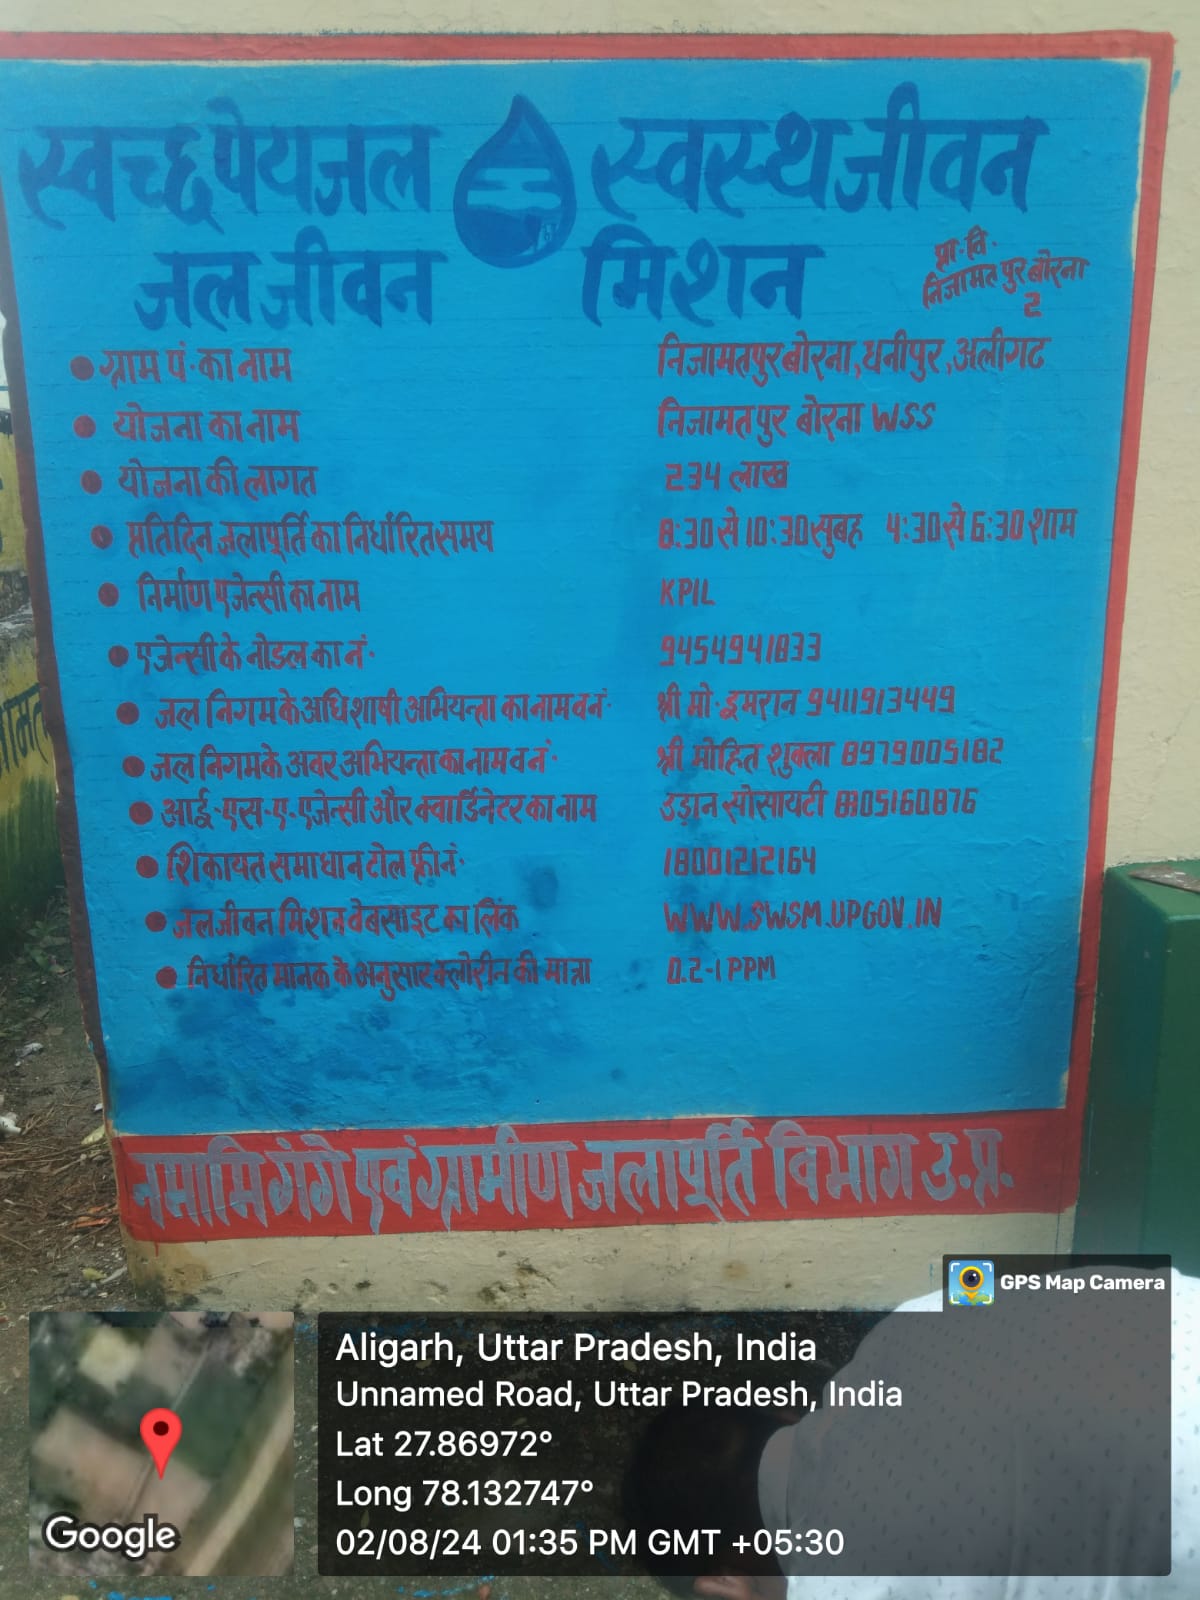 स्वच्छ पेयजल स्वस्थ जीवन
जल जीवन मिशन
प्रा. वि.
निजामतपुर बोरना
2
ग्राम पं. का नाम निजामतपुर बोरना, धनीपुर, अलीगढ
योजना का नाम निजामतपुर बोरना WSS
योजना की लागत 234 लाख
प्रतिदिन जलापूर्ति का निर्धारित समय 8:30 से 10:30 सुबह 4:30 से 6:30 शाम
निर्माण एजेन्सी का नाम KPIL
एजेन्सी के नोडल का नं. 9454941833
जल निगम के अधिशाषी अभियन्ता का नाम व नं. श्री मो. इमरान 9411913449
जल निगम के अवर अभियन्ता का नाम व नं. श्री मोहित शुक्ला 8979005182
आई.एस.ए. एजेन्सी और क्वार्डिनेटर का नाम उड़ान सोसायटी
शिकायत समाधान टोल फ्री नं. 18001212164
जल जीवन मिशन वेबसाइट का लिंक WWW.SWSM.UPGOV.IN
निर्धारित मानक के अनुसार क्लोरीन की मात्रा 0.2-1 PPM
नमामि गंगे एवं ग्रामीण जलापूर्ति विभाग उ.प्र.
GPS Map Camera
Google
Aligarh, Uttar Pradesh, India
Unnamed Road, Uttar Pradesh, India
Lat 27.86972°
Long 78.132747°
02/08/24 01:35 PM GMT +05:30